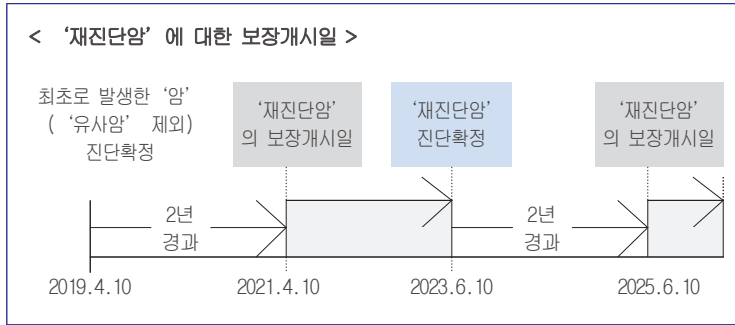 < ‘재진단암’에 대한 보장개시일 >
최초로 발생한 ‘암’
( ‘유사암’ 제외)
진단확정
‘재진단암’
의 보장개시일
‘재진단암’
진단확정
‘재진단암’
의 보장개시일
2년
경과
2년
경과
2019.4.10
2021.4.10
2023.6.10
2025.6.10